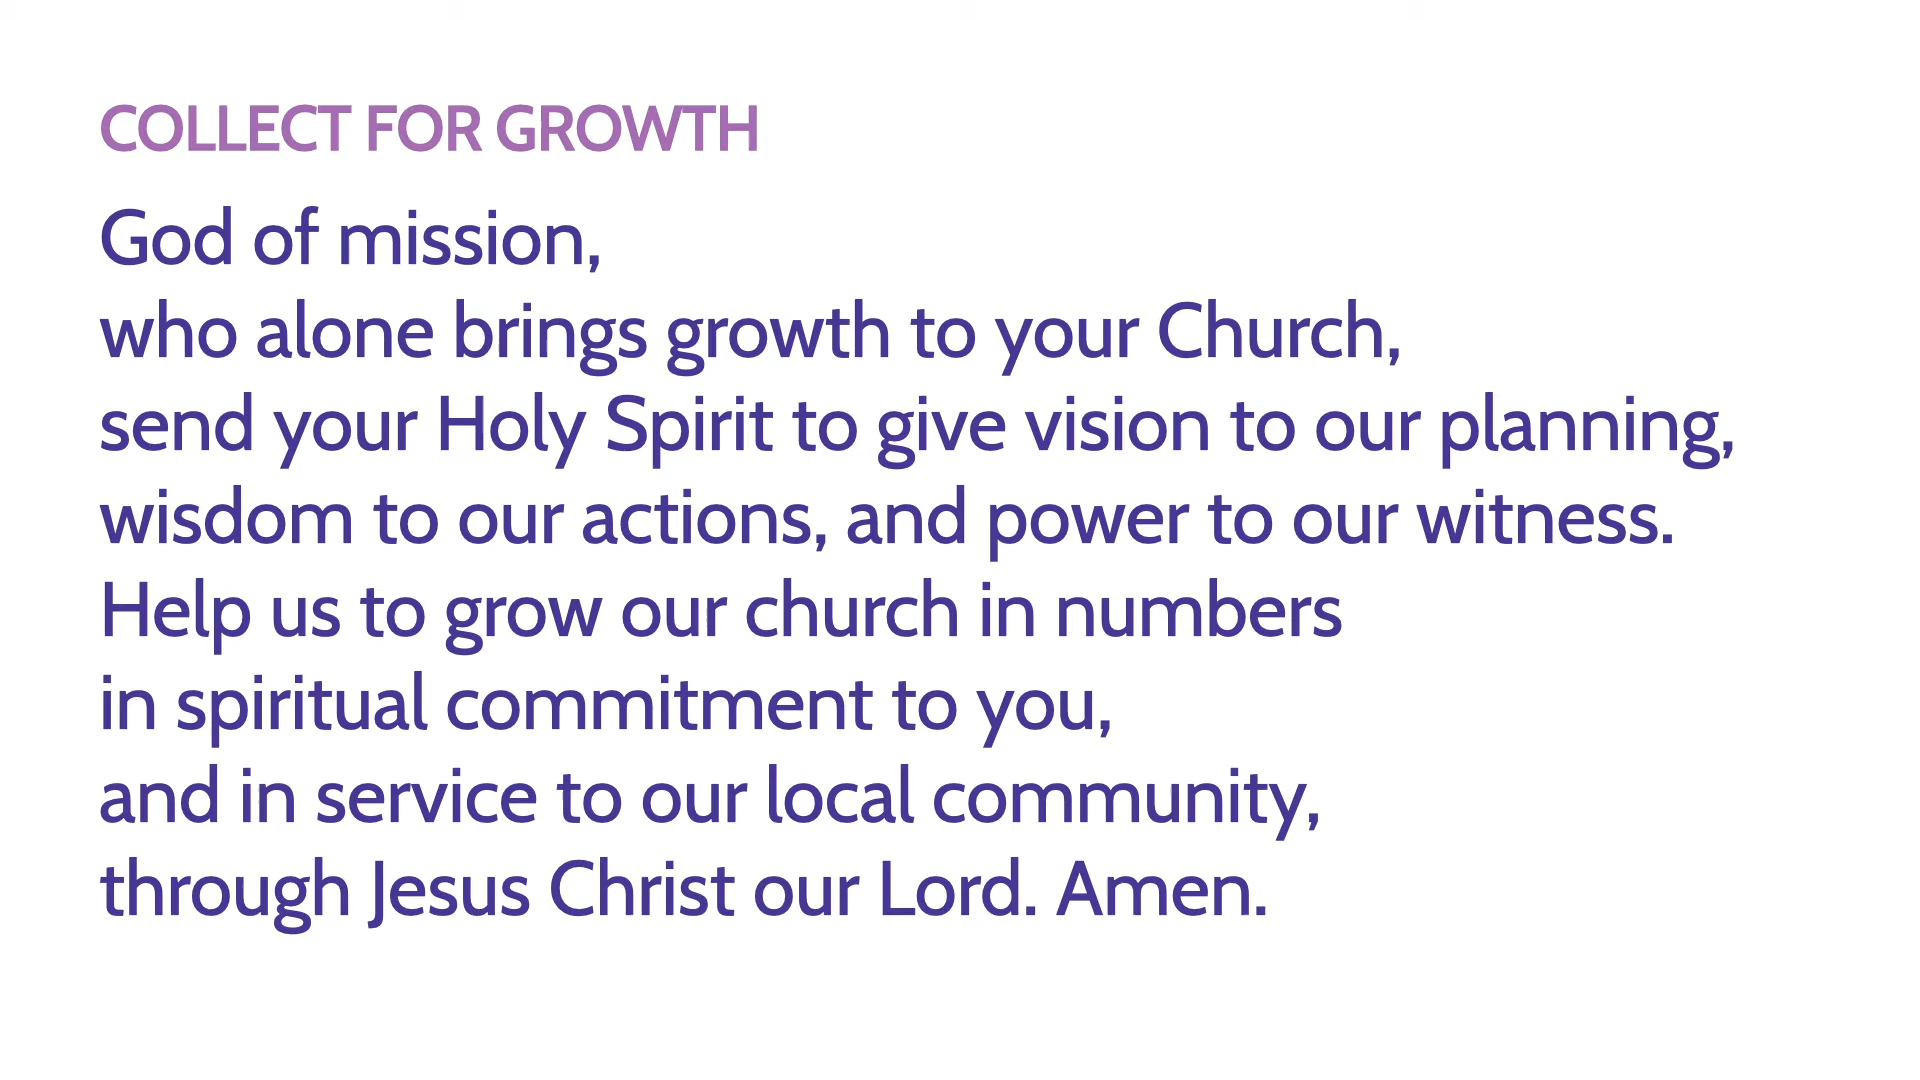 COLLECT FOR GROWTH
God of mission,
who alone brings growth to your Church,
send your Holy Spirit to give vision to our planning,
wisdom to our actions, and power to our witness.
Help us to grow our church in numbers
in spiritual commitment to you,
and in service to our local community,
through Jesus Christ our Lord. Amen.